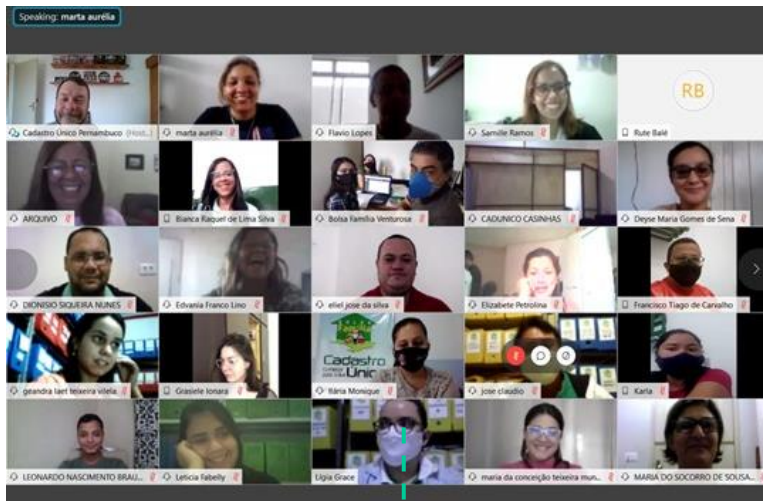 Speaking: marta aurélia
RB
Cadastro Único Pernambuco (Host...)
marta aurélia
Flavio Lopes
Samille Ramos
Rute Balé
ARQUIVO
Bianca Raquel de Lima Silva
Bolsa Família Venturosa
CADUNICO CASINHAS
Deyse Maria Gomes de Sena
DIONISIO SIQUEIRA NUNES
Edvania Franco Lino
eliel jose da silva
Elizabete Petrolina
Francisco Tiago de Carvalho
Cadastro
Únic
geandra laet teixeira vilela
Grasiele Ionara
Ilária Monique
jose claudio
Karla
LEONARDO NASCIMENTO BRAU...
Leticia Fabelly
Ligia Grace
maria da conceição teixeira mun...
MARIA DO SOCORRO DE SOUSA...